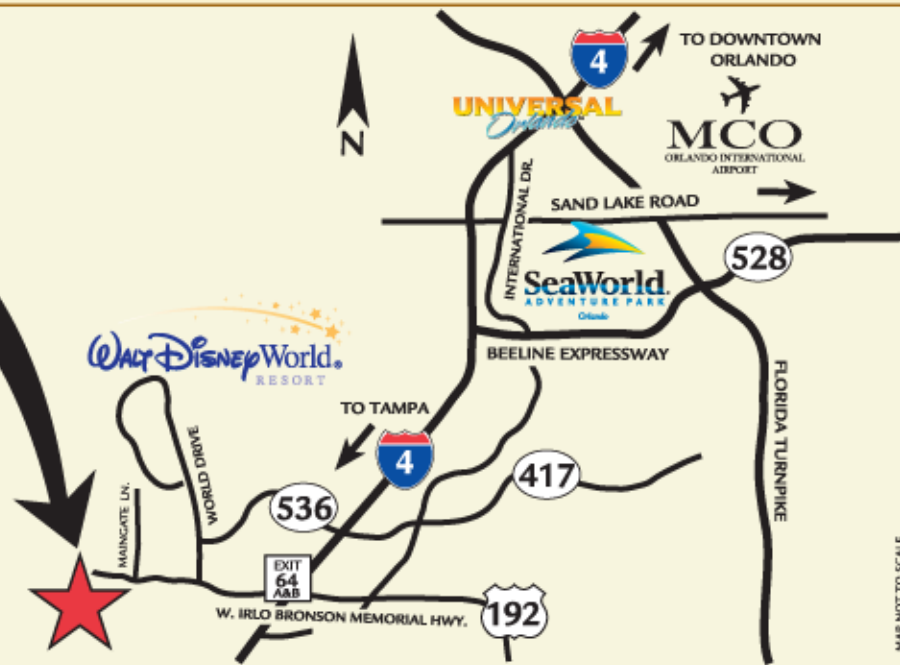 4
TO DOWNTOWN
ORLANDO
UNIVERSAL
Orlando
MCO
ORLANDO INTERNATIONAL
AIRPORT
N
INTERNATIONAL DR.
SAND LAKE ROAD
528
SeaWorld.
ADVENTURE PARK
Orlando
WALT DISNEY World.
RESORT
BEELINE EXPRESSWAY
FLORIDA TURNPIKE
TO TAMPA
4
417
WORLD DRIVE
536
MAINGATE LN.
EXIT
64
A&B
W. IRLO BRONSON MEMORIAL HWY.
192
MAP NOT TO SCALE